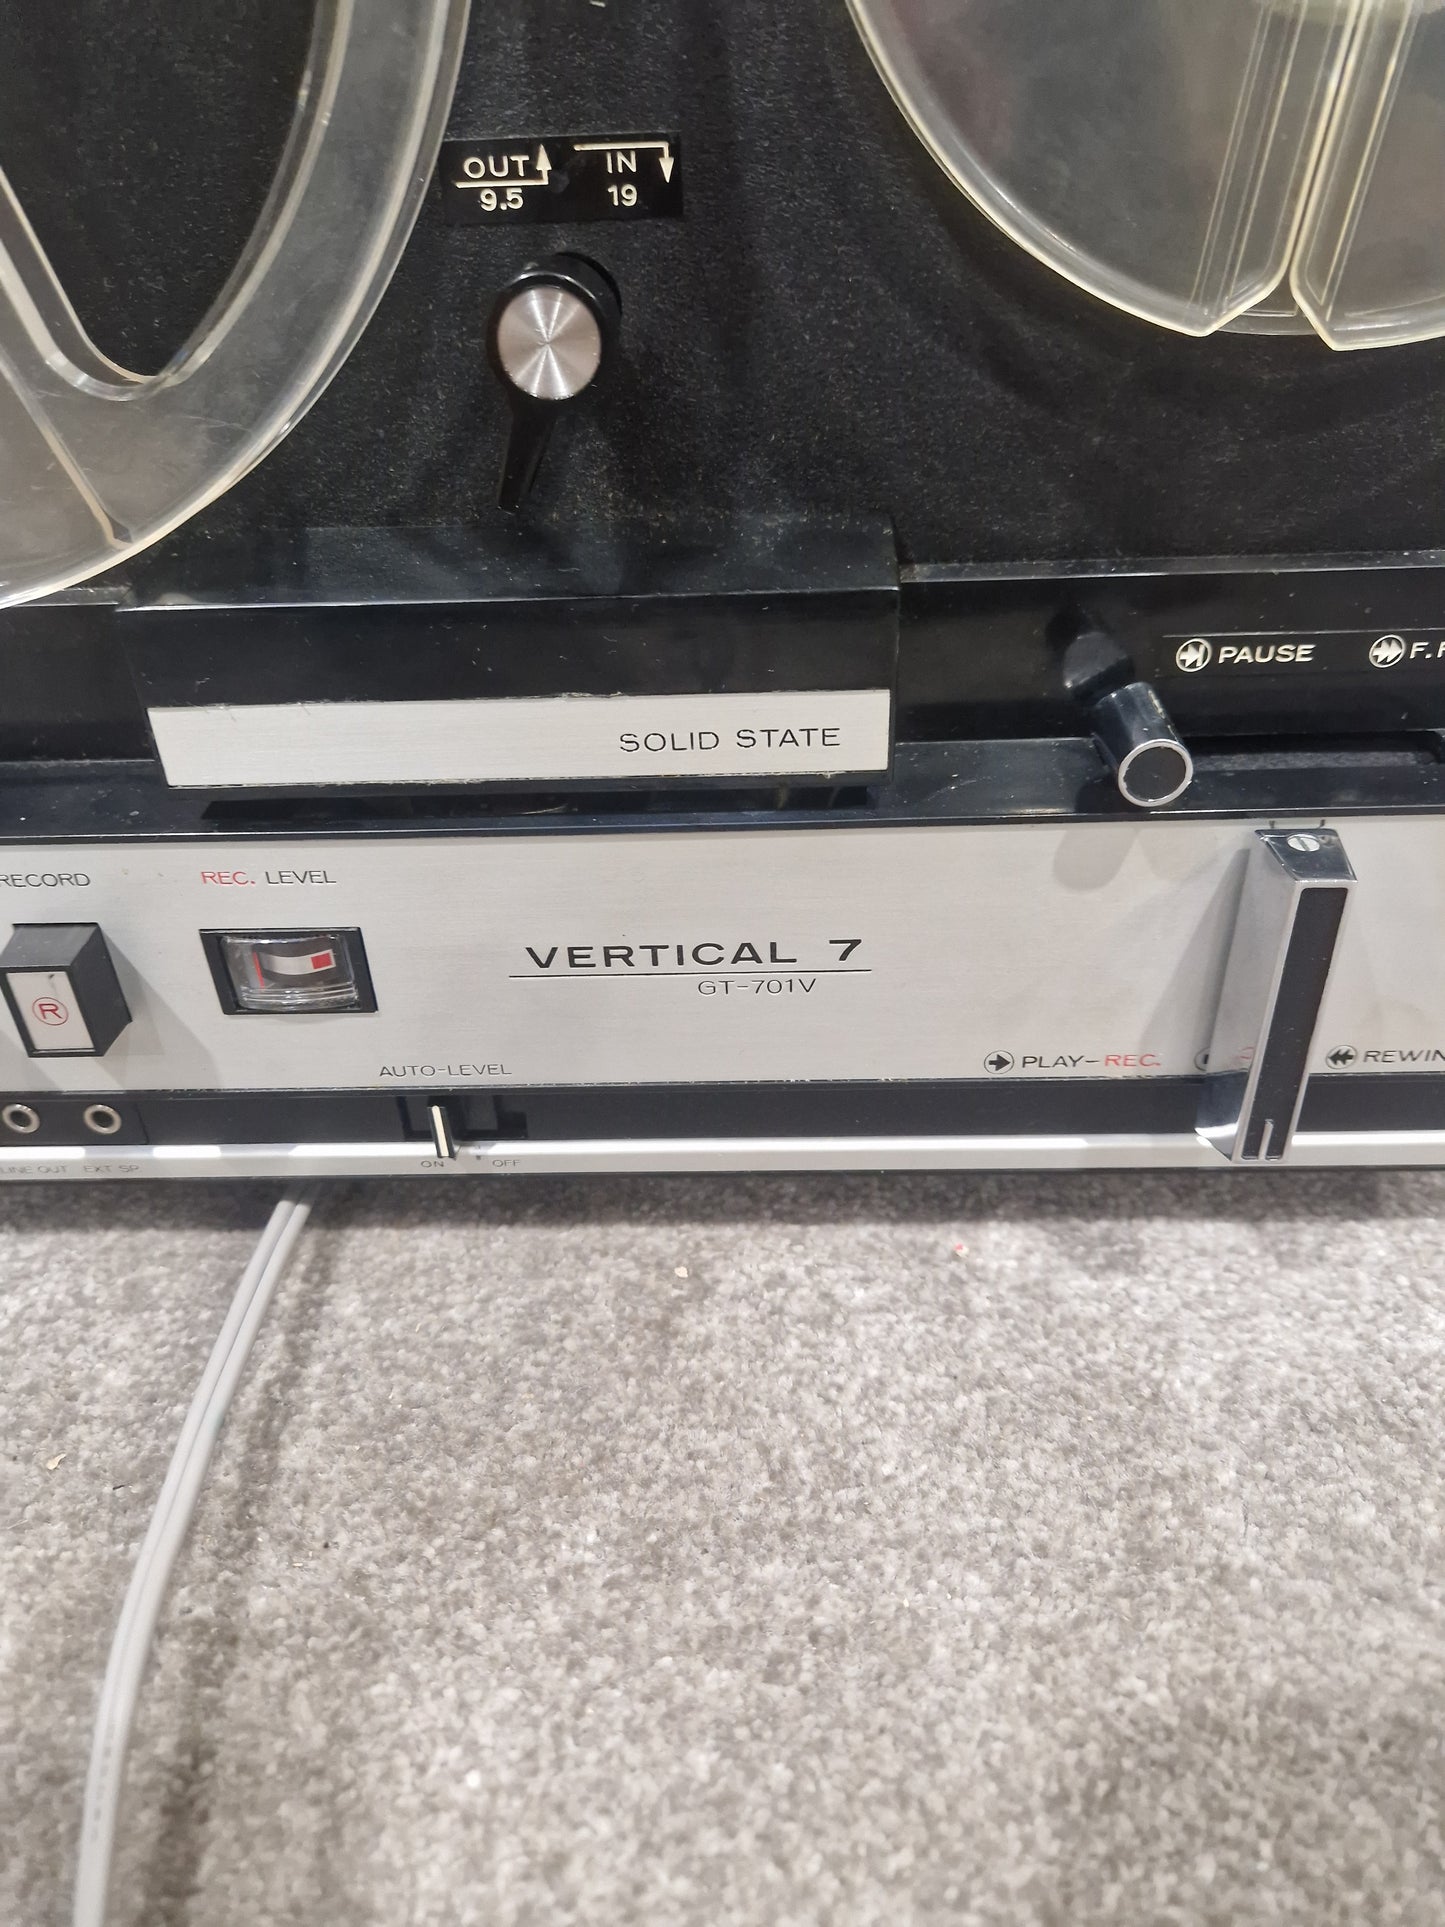 OUT IN
9.5 19
PAUSE
SOLID STATE
RECORD
REC. LEVEL
R
VERTICAL 7
GT-701V
PLAY-REC.
AUTO-LEVEL
ON OFF
LINE OUT EXT SP.